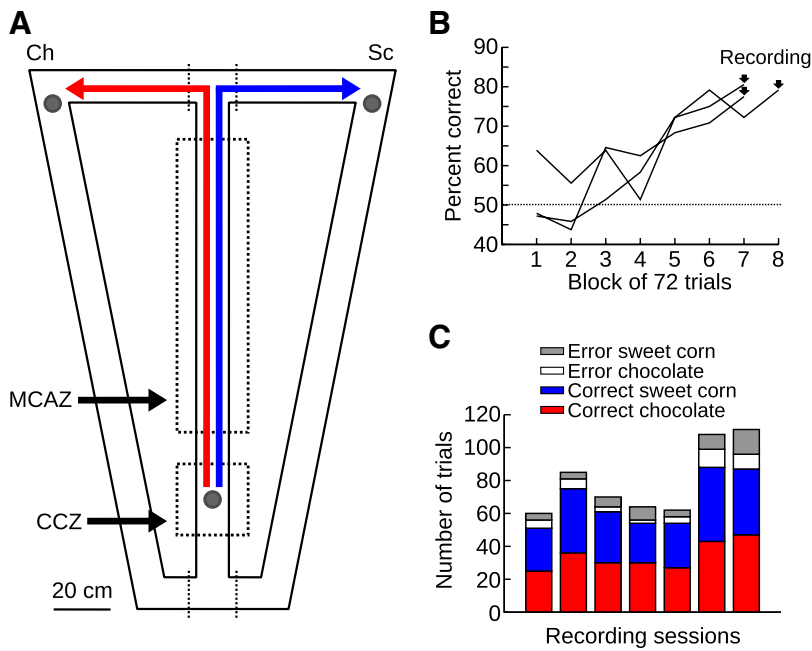 A
Ch
Sc
MCAZ
CCZ
20 cm
B
Recording
Percent correct
90
80
70
60
50
40
1 2 3 4 5 6 7 8
Block of 72 trials
C
Error sweet corn
Error chocolate
Correct sweet corn
Correct chocolate
Number of trials
120
100
80
60
40
20
0
Recording sessions